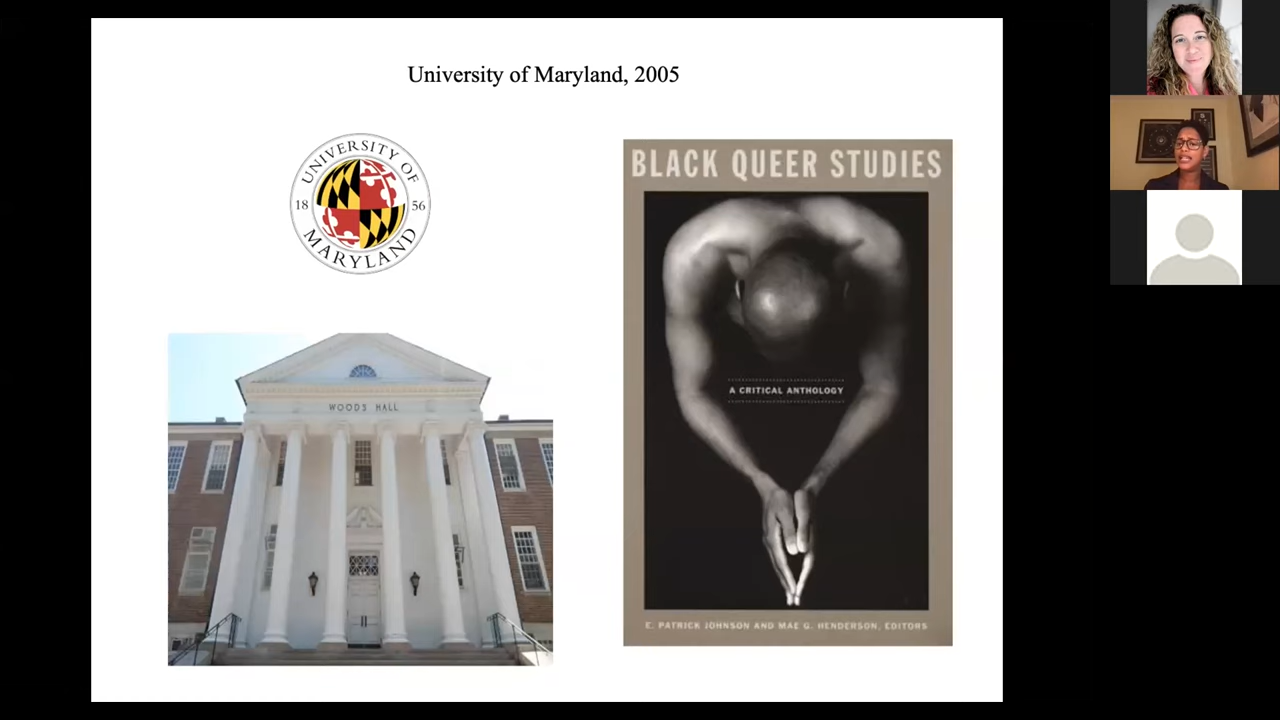 University of Maryland, 2005
UNIVERSITY OF
18 56
MARYLAND
WOODS HALL
BLACK QUEER STUDIES
A CRITICAL ANTHOLOGY
E. PATRICK JOHNSON AND MAE G. HENDERSON, EDITORS